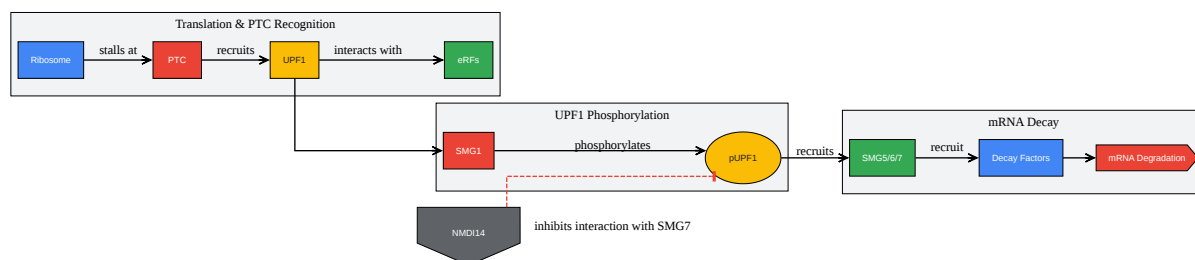 Translation & PTC Recognition
Ribosome
stalls at
PTC
recruits
UPF1
interacts with
eRFs
UPF1 Phosphorylation
SMG1
phosphorylates
pUPF1
recruits
mRNA Decay
SMG5/6/7
recruit
Decay Factors
mRNA Degradation
NMDI14
inhibits interaction with SMG7